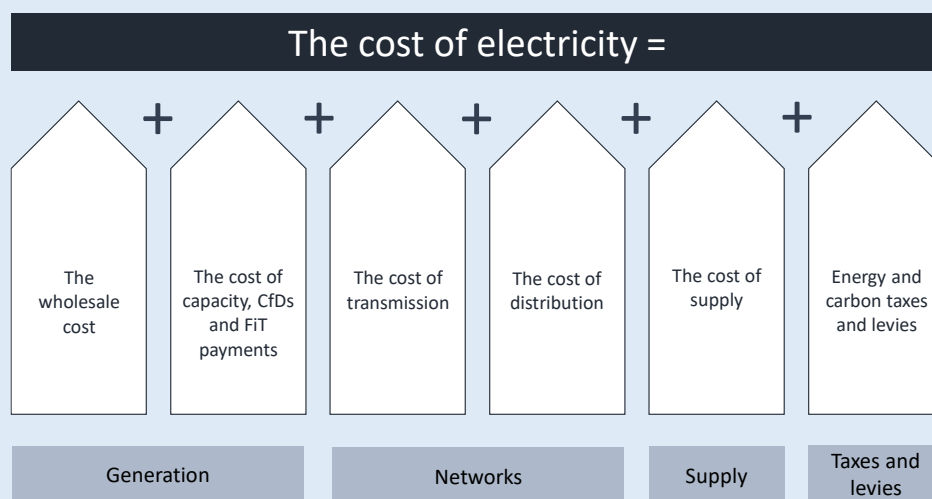 The cost of electricity =
+ + + + +
The
wholesale
cost
The cost of
capacity, CfDs
and FiT
payments
The cost of
transmission
The cost of
distribution
The cost of
supply
Energy and
carbon taxes
and levies
Generation
Networks
Supply
Taxes and
levies